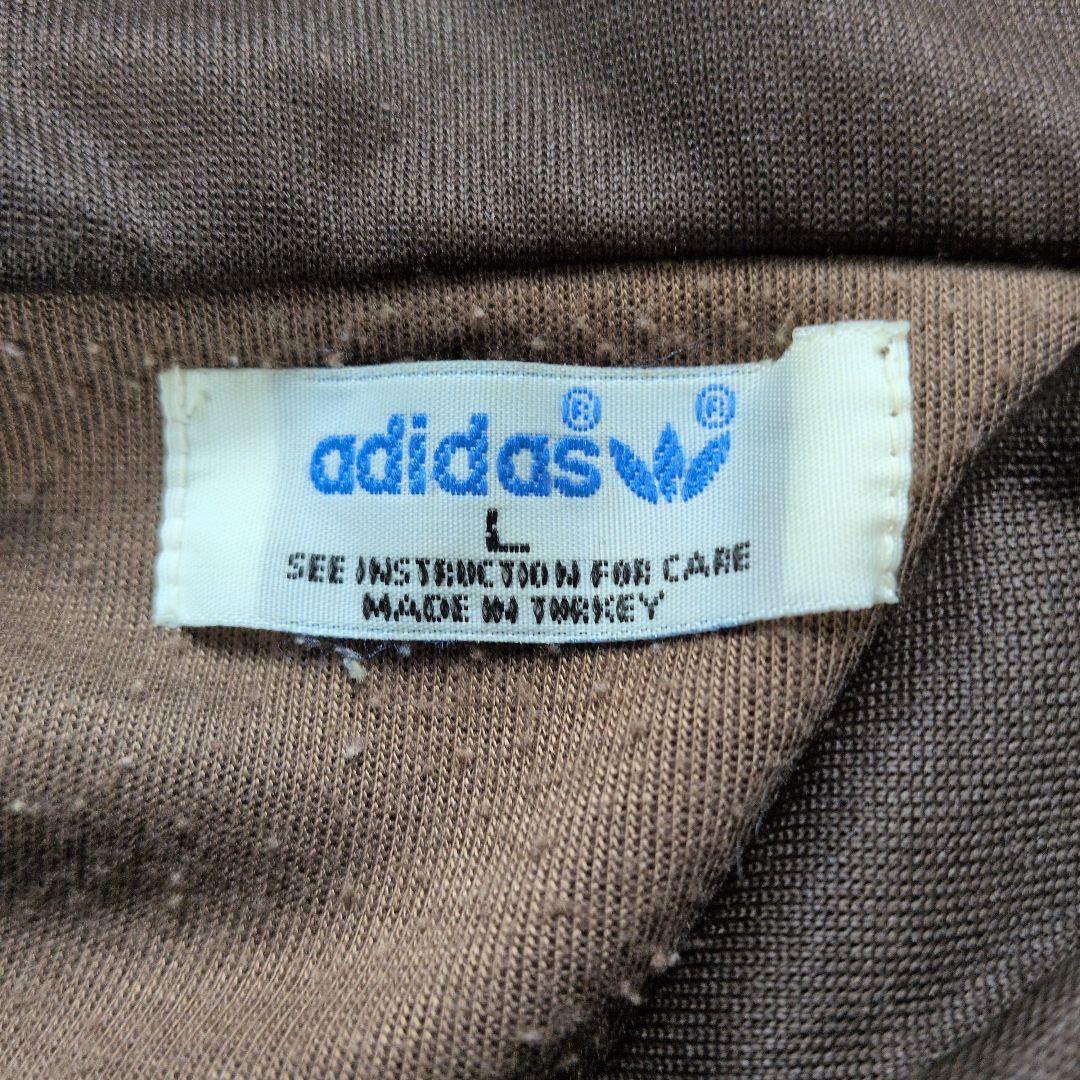 adidas® ®
L
SEE INSTRUCTION FOR CARE
MADE IN TURKEY